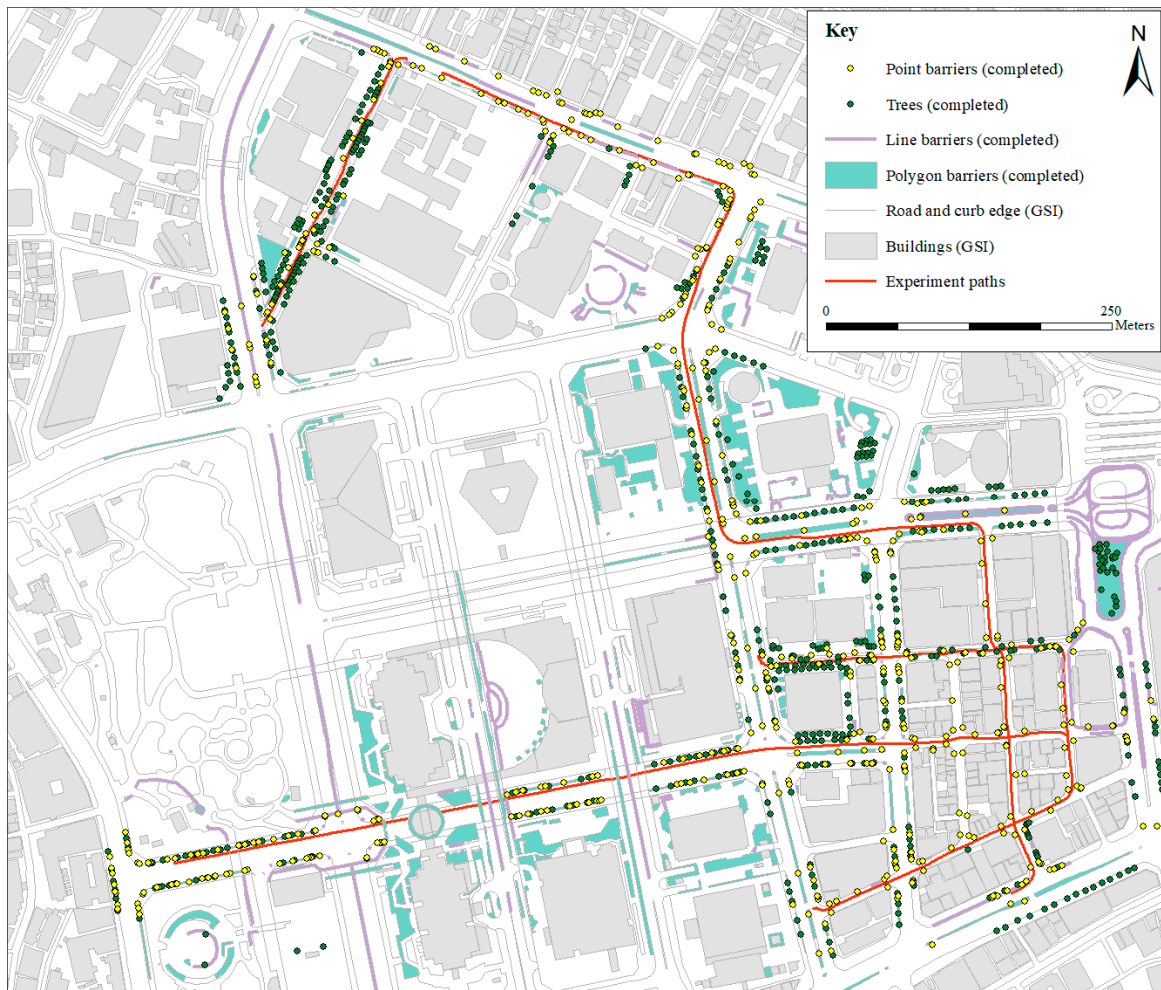 Key
N
Point barriers (completed)
Trees (completed)
Line barriers (completed)
Polygon barriers (completed)
Road and curb edge (GSI)
Buildings (GSI)
Experiment paths
0 250
Meters